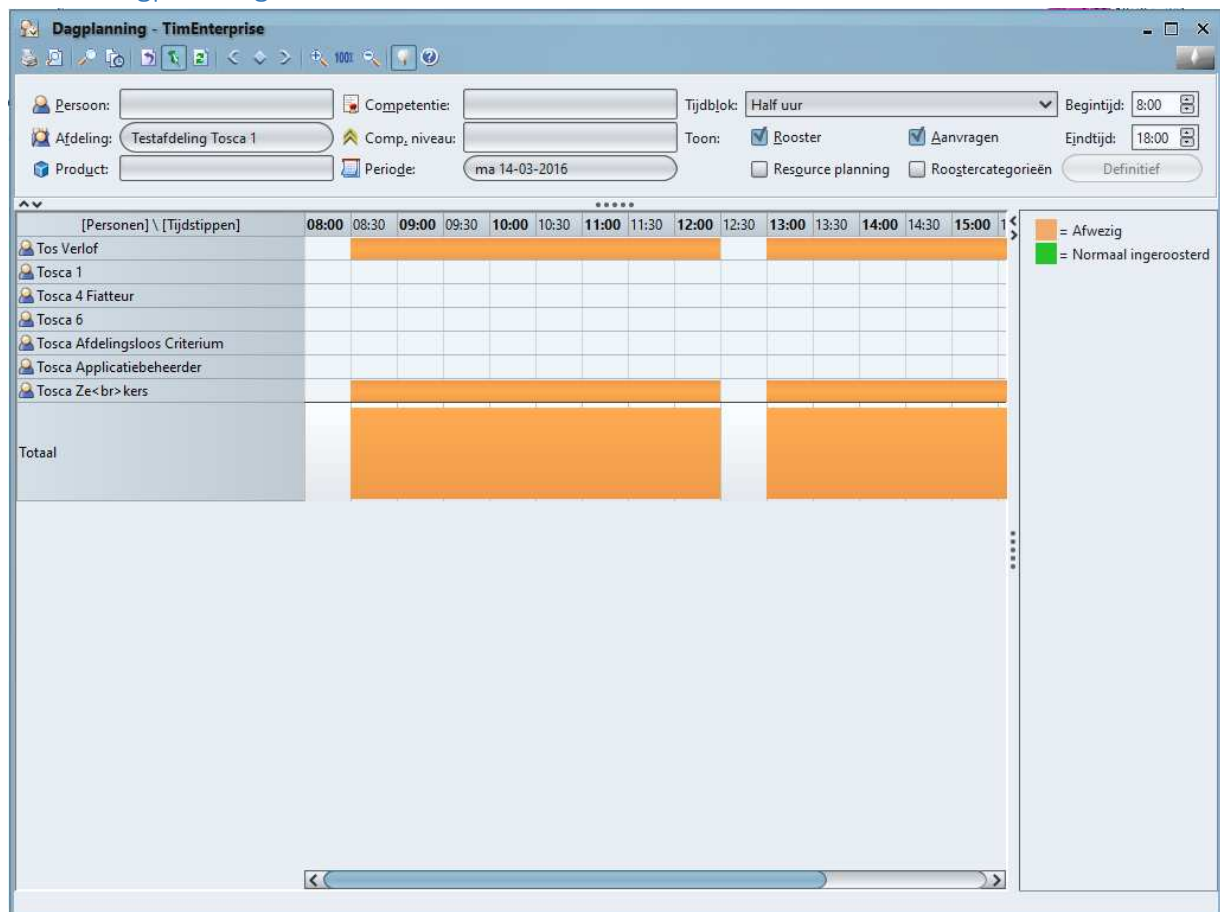 Dagplanning - TimEnterprise
100%
Persoon: Competentie: Tijdblok: Half uur Begintijd: 8:00
Afdeling: Testafdeling Tosca 1 Comp. niveau: Toon: Rooster Aanvragen Eindtijd: 18:00
Product: Periode: ma 14-03-2016 Resource planning Roostercategorieën Definitief
[Personen] \ [Tijdstippen] 08:00 08:30 09:00 09:30 10:00 10:30 11:00 11:30 12:00 12:30 13:00 13:30 14:00 14:30 15:00 1
= Afwezig
= Normaal ingeroosterd
Tos Verlof
Tosca 1
Tosca 4 Fiatteur
Tosca 6
Tosca Afdelingsloos Criterium
Tosca Applicatiebeheerder
Tosca Ze<br>kers
Totaal